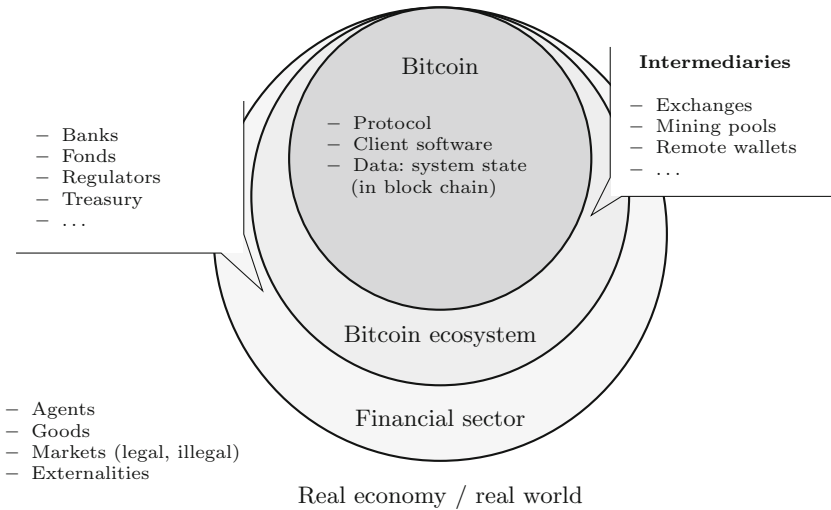 Bitcoin
– Protocol
– Client software
– Data: system state
(in block chain)
Intermediaries
– Exchanges
– Mining pools
– Remote wallets
– ...
– Banks
– Fonds
– Regulators
– Treasury
– ...
Bitcoin ecosystem
Financial sector
– Agents
– Goods
– Markets (legal, illegal)
– Externalities
Real economy / real world